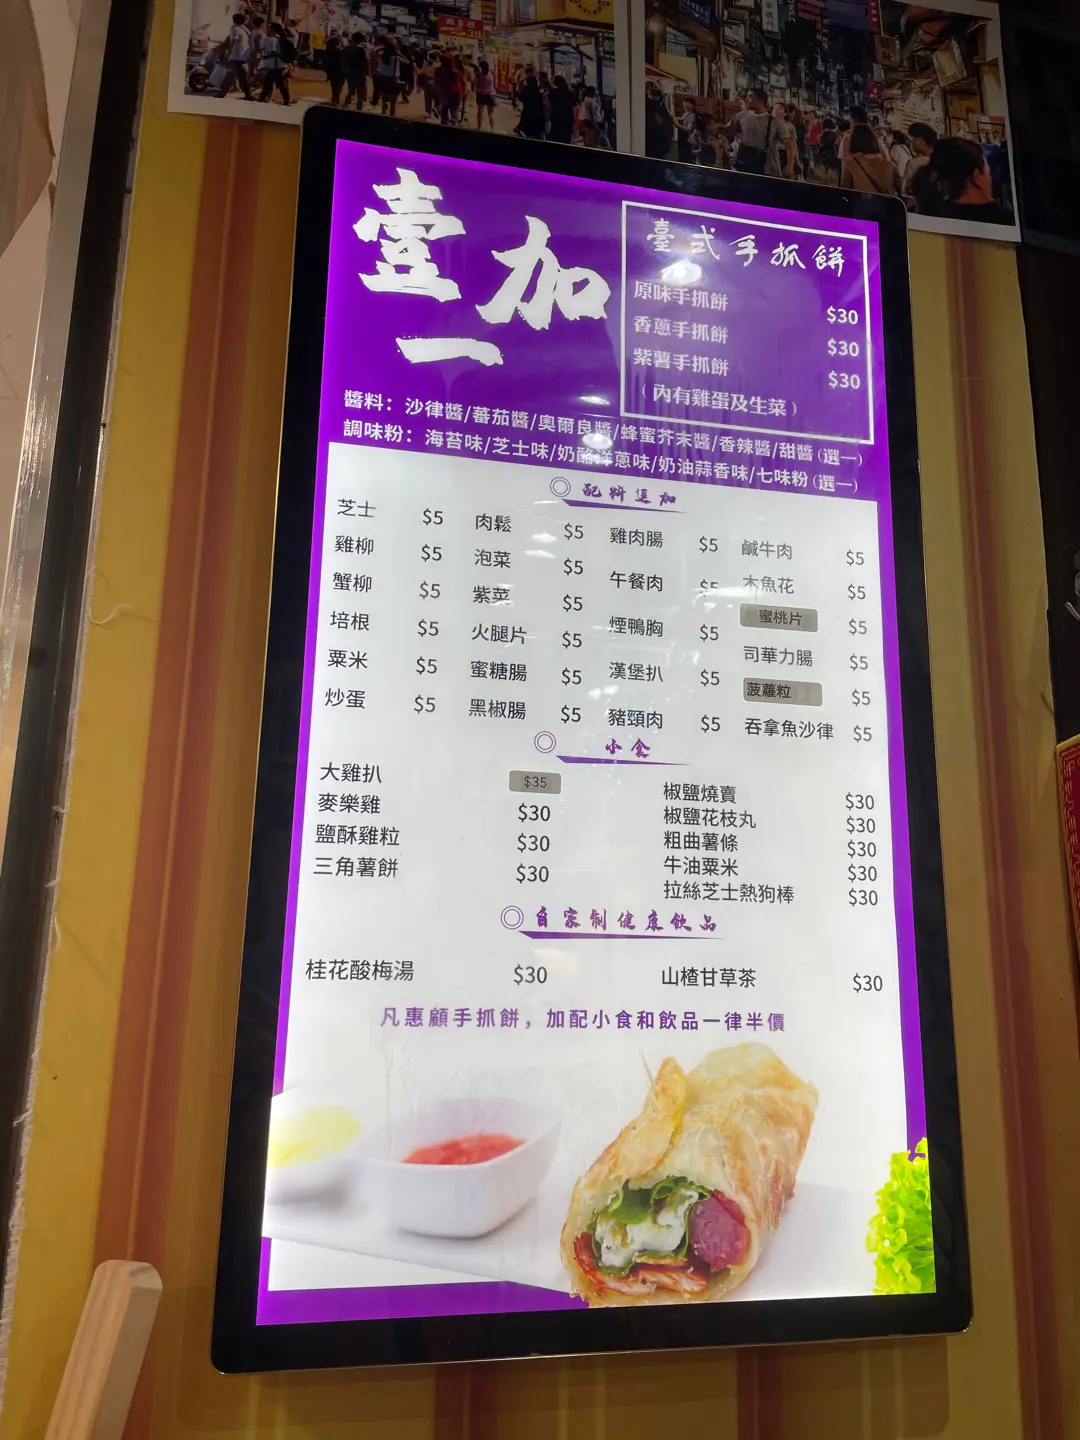 壹加一
臺式手抓餅
原味手抓餅 $30
香蔥手抓餅 $30
紫薯手抓餅 $30
（內有雞蛋及生菜）
醬料：沙律醬/蕃茄醬/奧爾良醬/蜂蜜芥末醬/香辣醬/甜醬（選一）
調味粉：海苔味/芝士味/奶酪洋蔥味/奶油蒜香味/七味粉（選一）
配料追加
芝士 $5 肉鬆 $5 雞肉腸 $5 鹹牛肉 $5
雞柳 $5 泡菜 $5 午餐肉 $5 木魚花 $5
蟹柳 $5 紫菜 $5 煙鴨胸 $5 蜜桃片 $5
培根 $5 火腿片 $5 漢堡扒 $5 司華力腸 $5
粟米 $5 蜜糖腸 $5 豬頸肉 $5 菠蘿粒 $5
炒蛋 $5 黑椒腸 $5 吞拿魚沙律 $5
小食
大雞扒 $35 椒鹽燒賣 $30
麥樂雞 $30 椒鹽花枝丸 $30
鹽酥雞粒 $30 粗曲薯條 $30
三角薯餅 $30 牛油粟米 $30
拉絲芝士熱狗棒 $30
自家制健康飲品
桂花酸梅湯 $30 山楂甘草茶 $30
凡惠顧手抓餅，加配小食和飲品一律半價